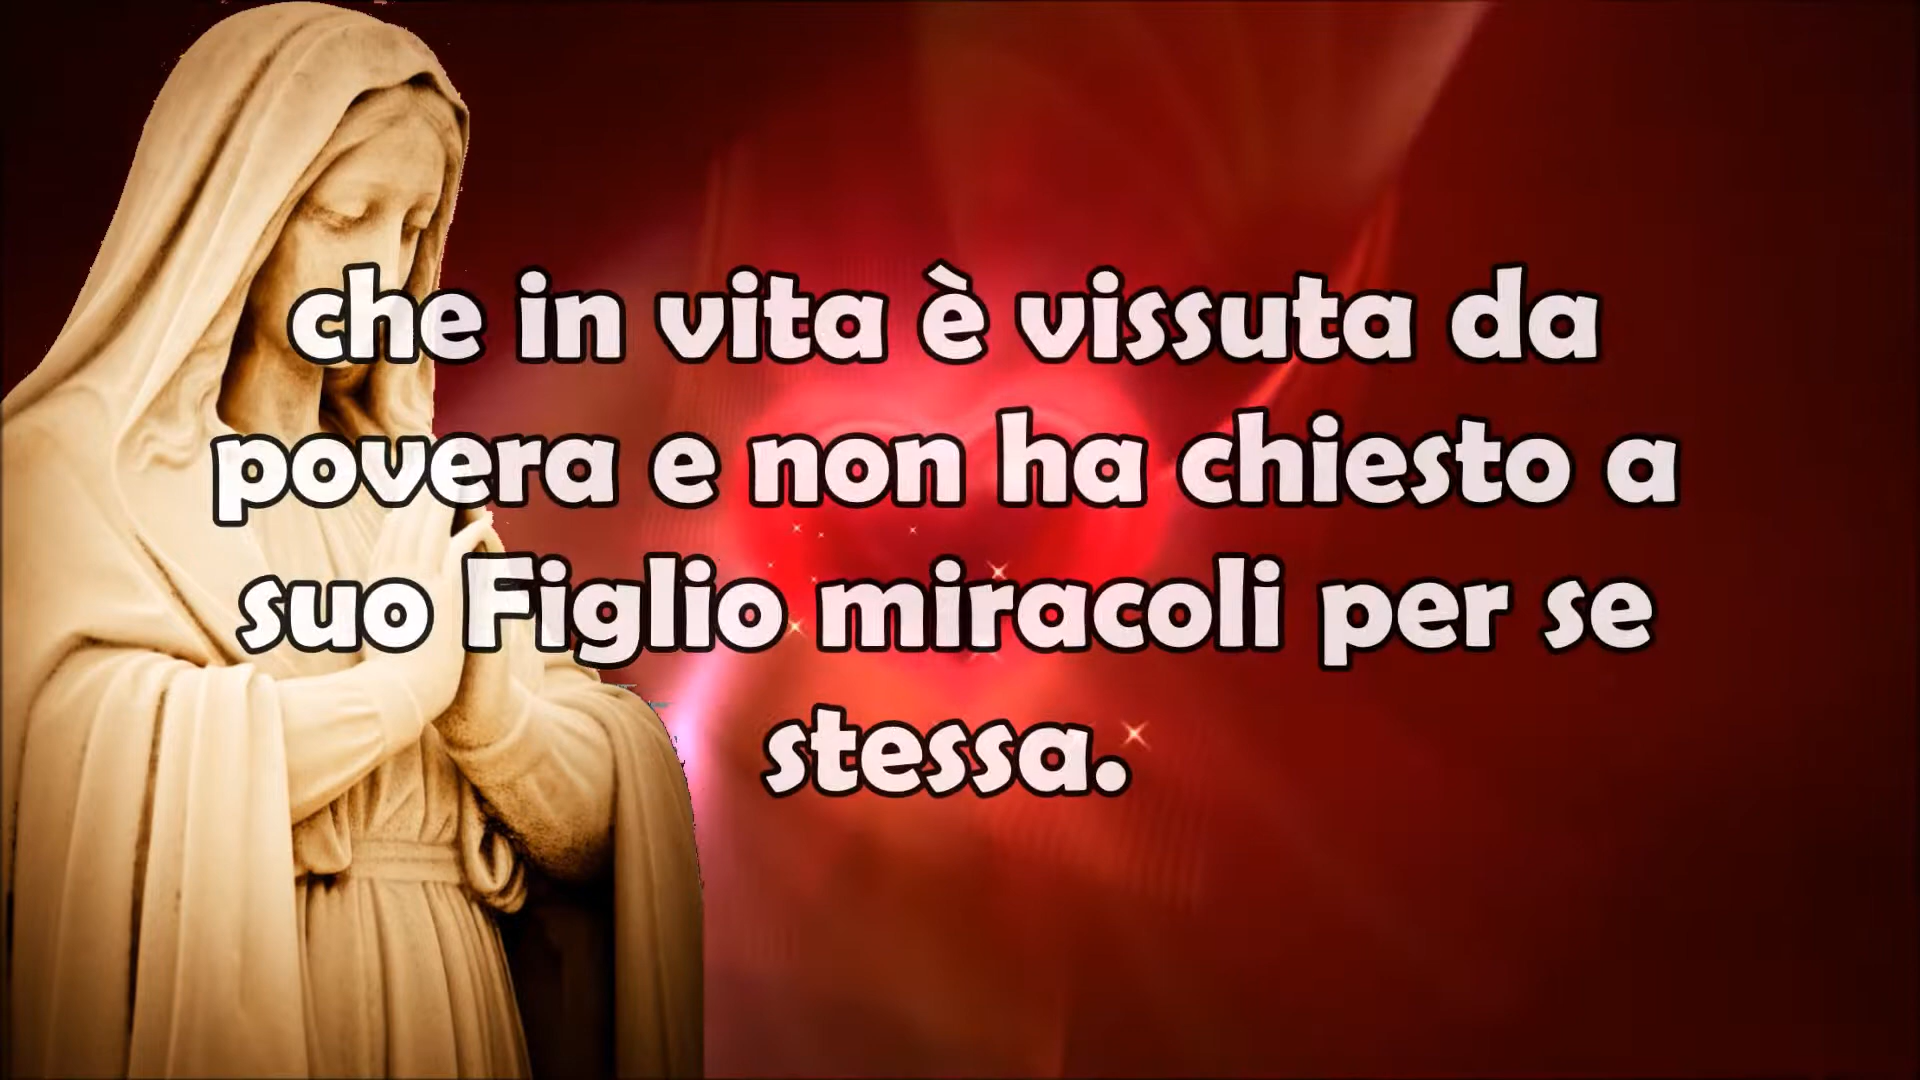 che in vita è vissuta da
povera e non ha chiesto a
suo Figlio miracoli per se
stessa.